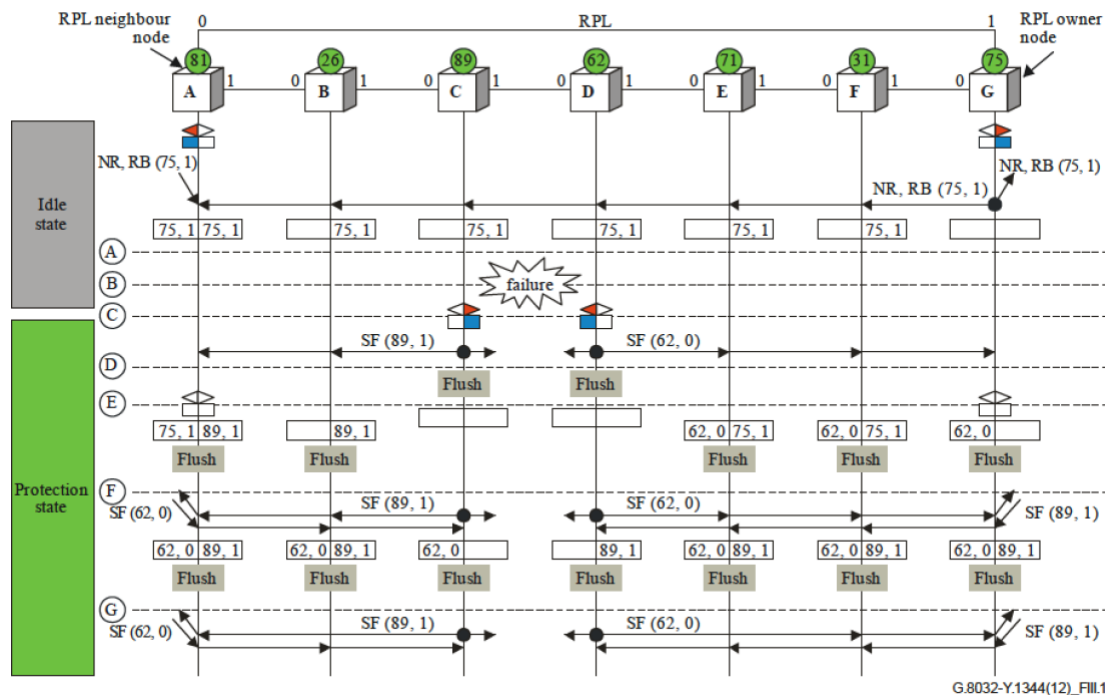 RPL neighbour node
0
RPL
1
RPL owner node
81 26 89 62 71 31 75
A 1 0 B 1 0 C 1 0 D 1 0 E 1 0 F 1 0 G
Idle state
NR, RB (75, 1)
NR, RB (75, 1)
NR, RB (75, 1)
75, 1 75, 1 75, 1 75, 1 75, 1 75, 1 75, 1
A
B
failure
C
Protection state
SF (89, 1) SF (62, 0)
D
Flush Flush
E
75, 1 89, 1 89, 1 62, 0 75, 1 62, 0 75, 1 62, 0
Flush Flush Flush Flush Flush
F
SF (62, 0) SF (89, 1) SF (62, 0) SF (89, 1)
62, 0 89, 1 62, 0 89, 1 62, 0 89, 1 62, 0 89, 1 62, 0 89, 1 62, 0 89, 1
Flush Flush Flush Flush Flush
G
SF (62, 0) SF (89, 1) SF (62, 0) SF (89, 1)
G.8032-Y.1344(12)_FIII.1